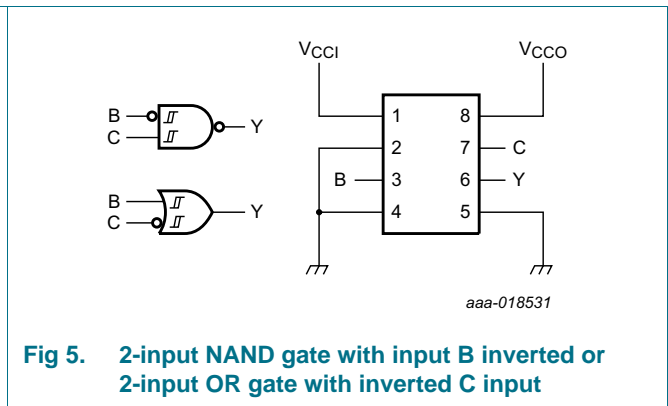 VCCI
VCCO
B
C
Y
B
C
Y
1
8
2
7
C
B
3
6
Y
4
5
aaa-018531
Fig 5. 2-input NAND gate with input B inverted or
2-input OR gate with inverted C input